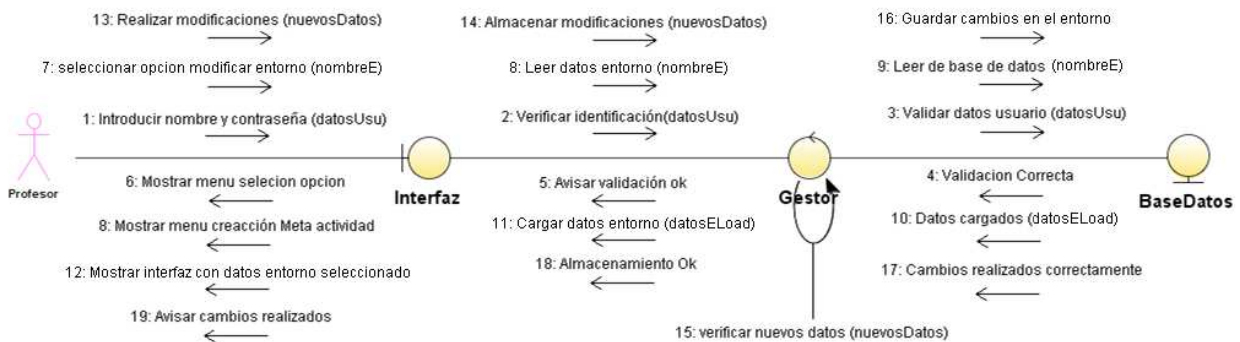 13: Realizar modificaciones (nuevosDatos)
14: Almacenar modificaciones (nuevosDatos)
16: Guardar cambios en el entorno
7: seleccionar opcion modificar entorno (nombreE)
8: Leer datos entorno (nombreE)
9: Leer de base de datos (nombreE)
1: Introducir nombre y contraseña (datosUsu)
2: Verificar identificación(datosUsu)
3: Validar datos usuario (datosUsu)
Profesor
Interfaz
Gestor
BaseDatos
6: Mostrar menu selecion opcion
5: Avisar validación ok
4: Validacion Correcta
8: Mostrar menu creacción Meta actividad
11: Cargar datos entorno (datosELoad)
10: Datos cargados (datosELoad)
12: Mostrar interfaz con datos entorno seleccionado
18: Almacenamiento Ok
17: Cambios realizados correctamente
19: Avisar cambios realizados
15: verificar nuevos datos (nuevosDatos)